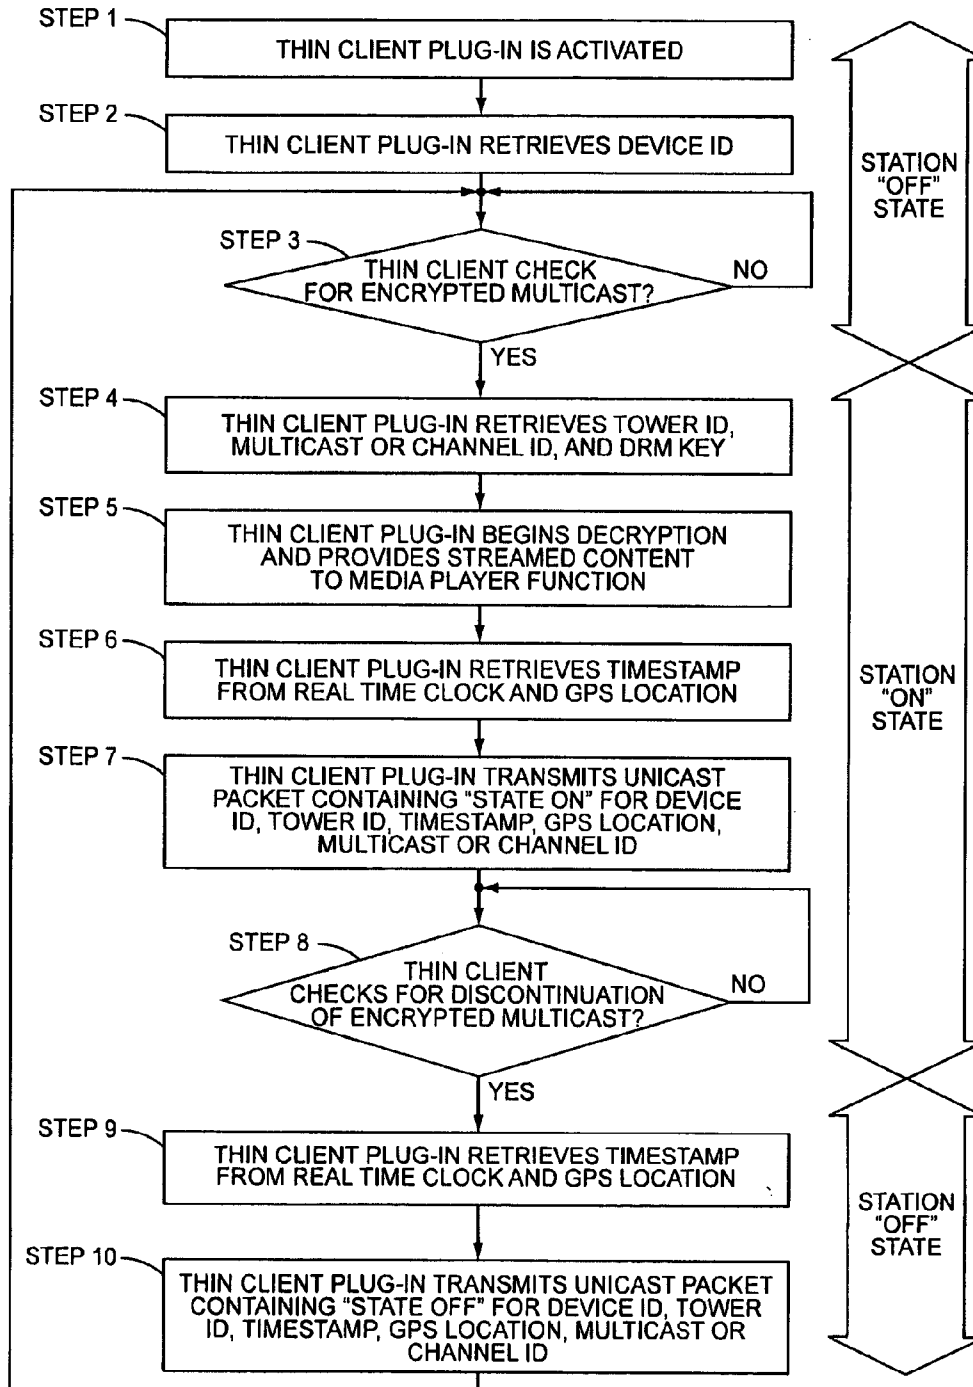 STEP 1
THIN CLIENT PLUG-IN IS ACTIVATED
STEP 2
THIN CLIENT PLUG-IN RETRIEVES DEVICE ID
STATION
"OFF"
STATE
STEP 3
THIN CLIENT CHECK
FOR ENCRYPTED MULTICAST?
NO
YES
STEP 4
THIN CLIENT PLUG-IN RETRIEVES TOWER ID,
MULTICAST OR CHANNEL ID, AND DRM KEY
STEP 5
THIN CLIENT PLUG-IN BEGINS DECRYPTION
AND PROVIDES STREAMED CONTENT
TO MEDIA PLAYER FUNCTION
STEP 6
THIN CLIENT PLUG-IN RETRIEVES TIMESTAMP
FROM REAL TIME CLOCK AND GPS LOCATION
STATION
"ON"
STATE
STEP 7
THIN CLIENT PLUG-IN TRANSMITS UNICAST
PACKET CONTAINING "STATE ON" FOR DEVICE
ID, TOWER ID, TIMESTAMP, GPS LOCATION,
MULTICAST OR CHANNEL ID
STEP 8
THIN CLIENT
CHECKS FOR DISCONTINUATION
OF ENCRYPTED MULTICAST?
NO
YES
STEP 9
THIN CLIENT PLUG-IN RETRIEVES TIMESTAMP
FROM REAL TIME CLOCK AND GPS LOCATION
STATION
"OFF"
STATE
STEP 10
THIN CLIENT PLUG-IN TRANSMITS UNICAST PACKET
CONTAINING "STATE OFF" FOR DEVICE ID, TOWER
ID, TIMESTAMP, GPS LOCATION, MULTICAST OR
CHANNEL ID